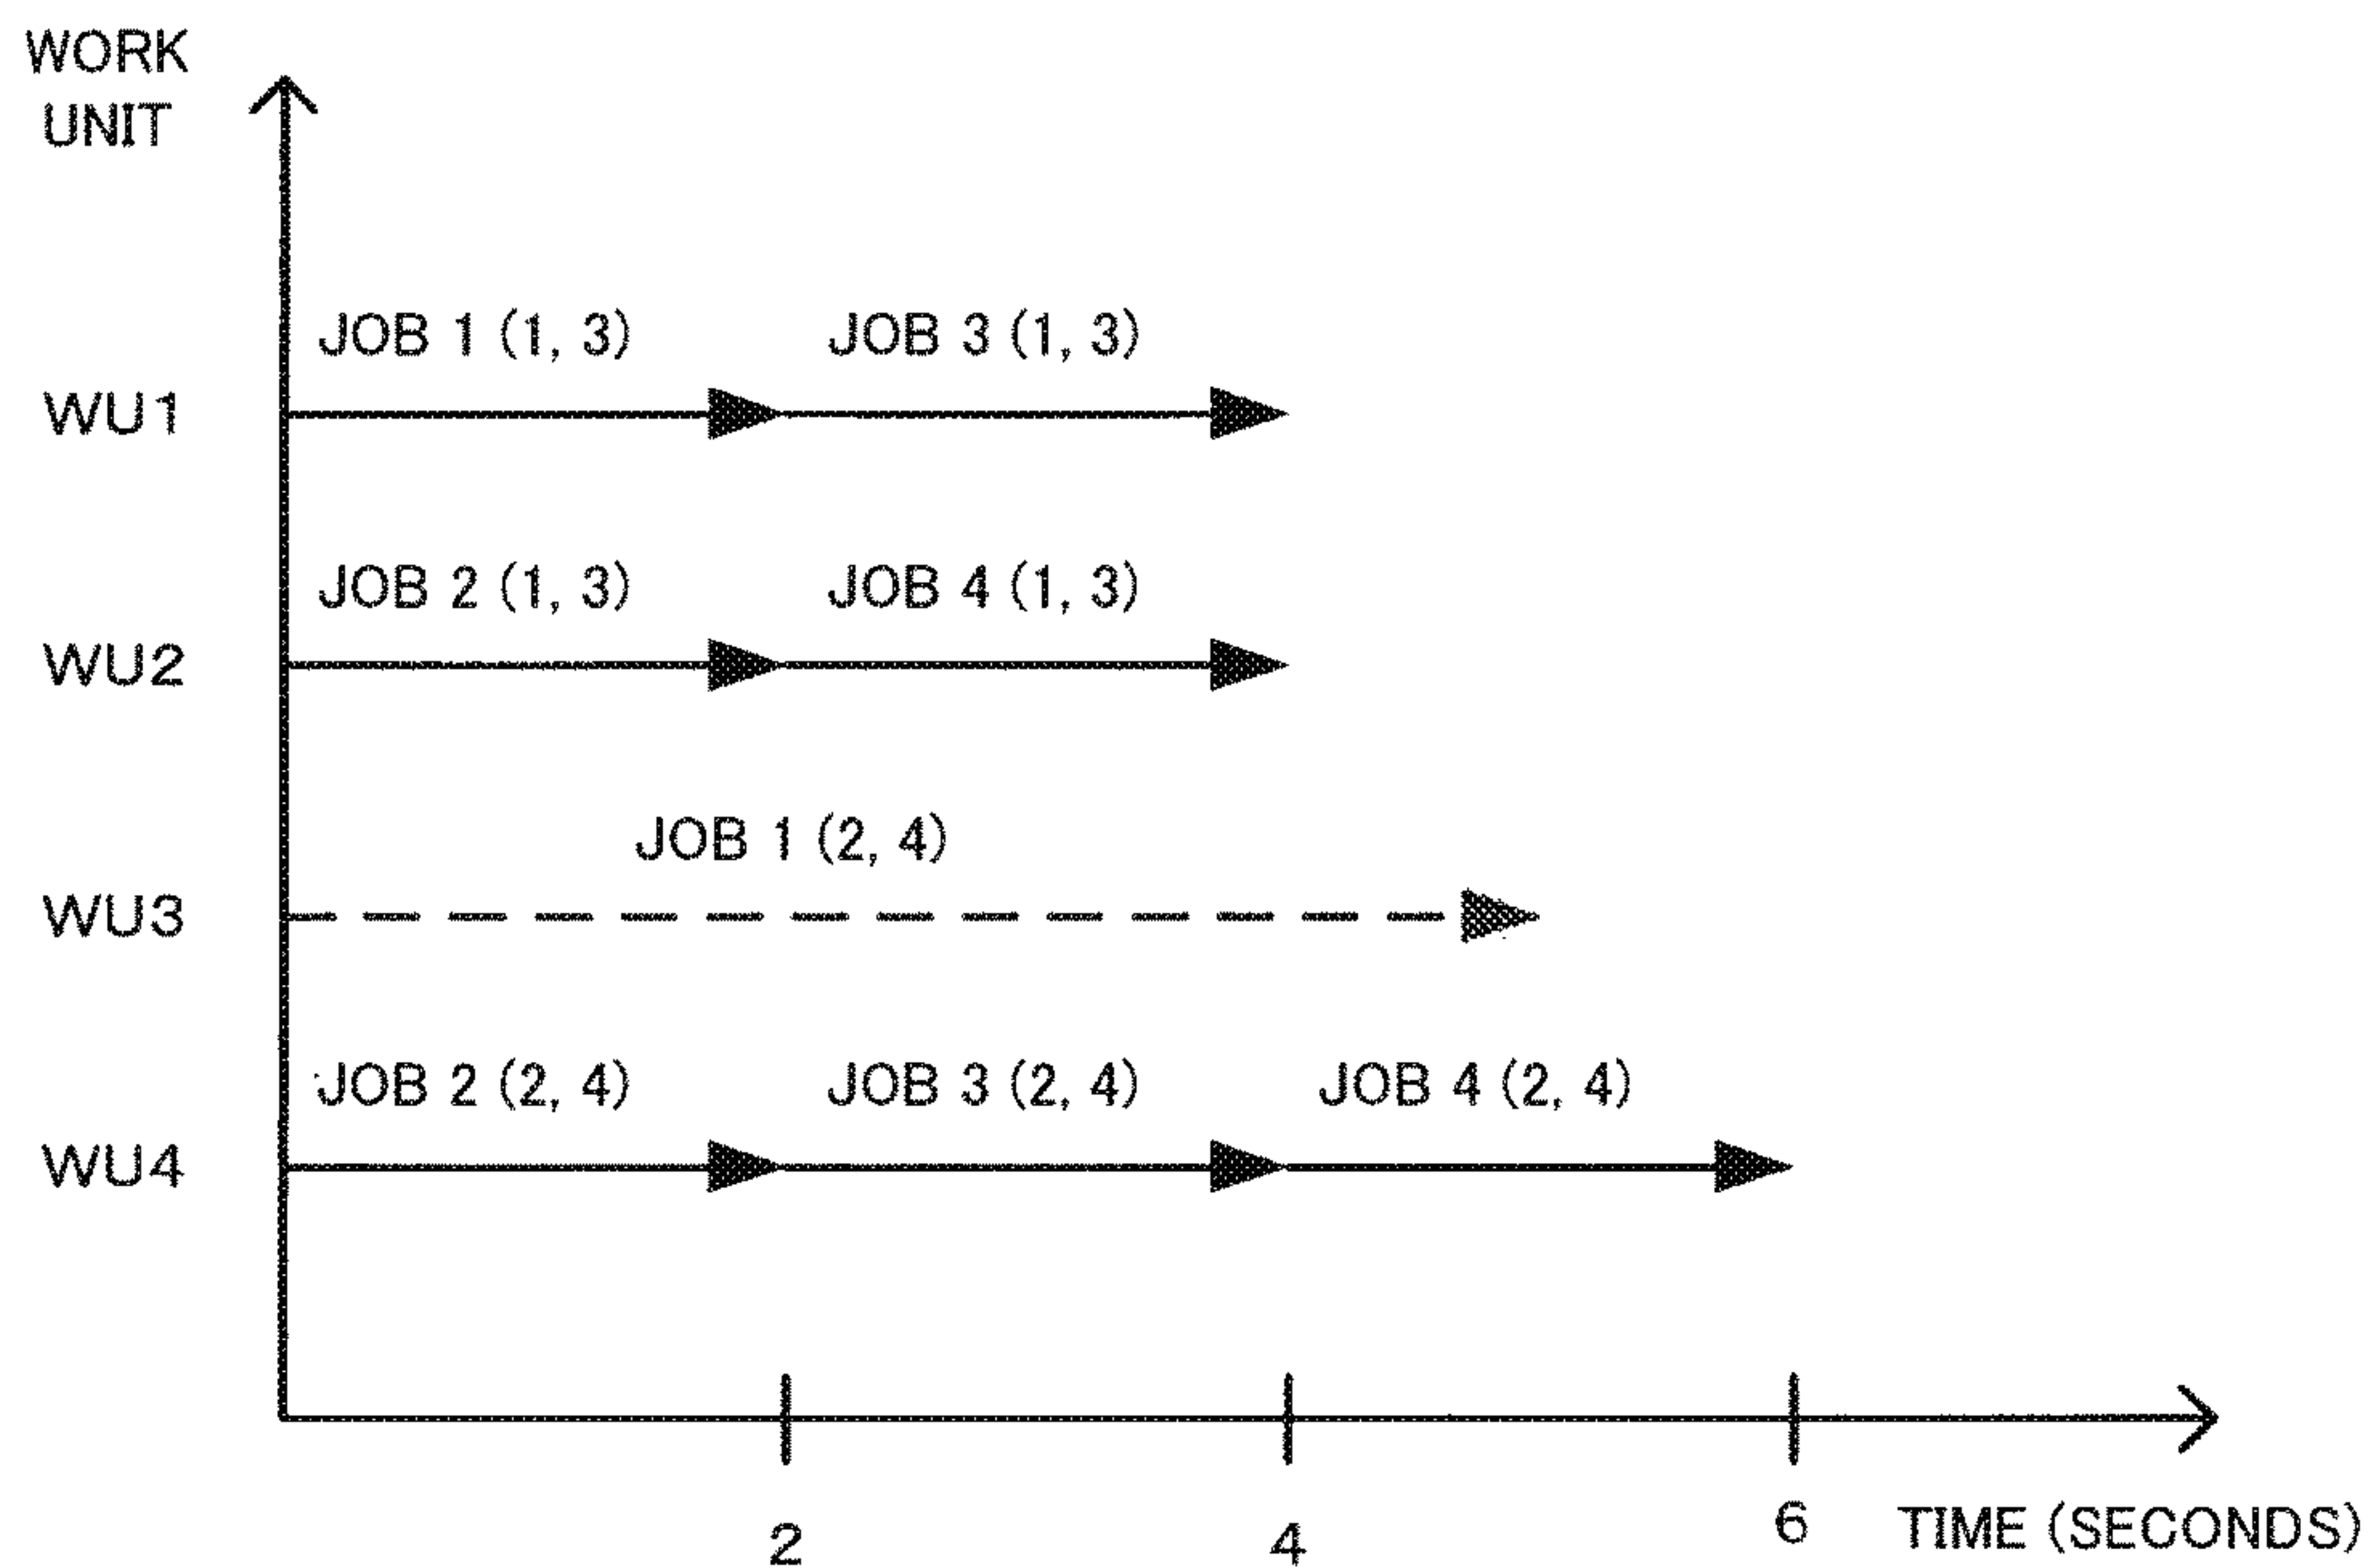 WORK
UNIT
JOB 1 (1, 3) JOB 3 (1, 3)
WU1
JOB 2 (1, 3) JOB 4 (1, 3)
WU2
JOB 1 (2, 4)
WU3
JOB 2 (2, 4) JOB 3 (2, 4) JOB 4 (2, 4)
WU4
2 4 6 TIME (SECONDS)